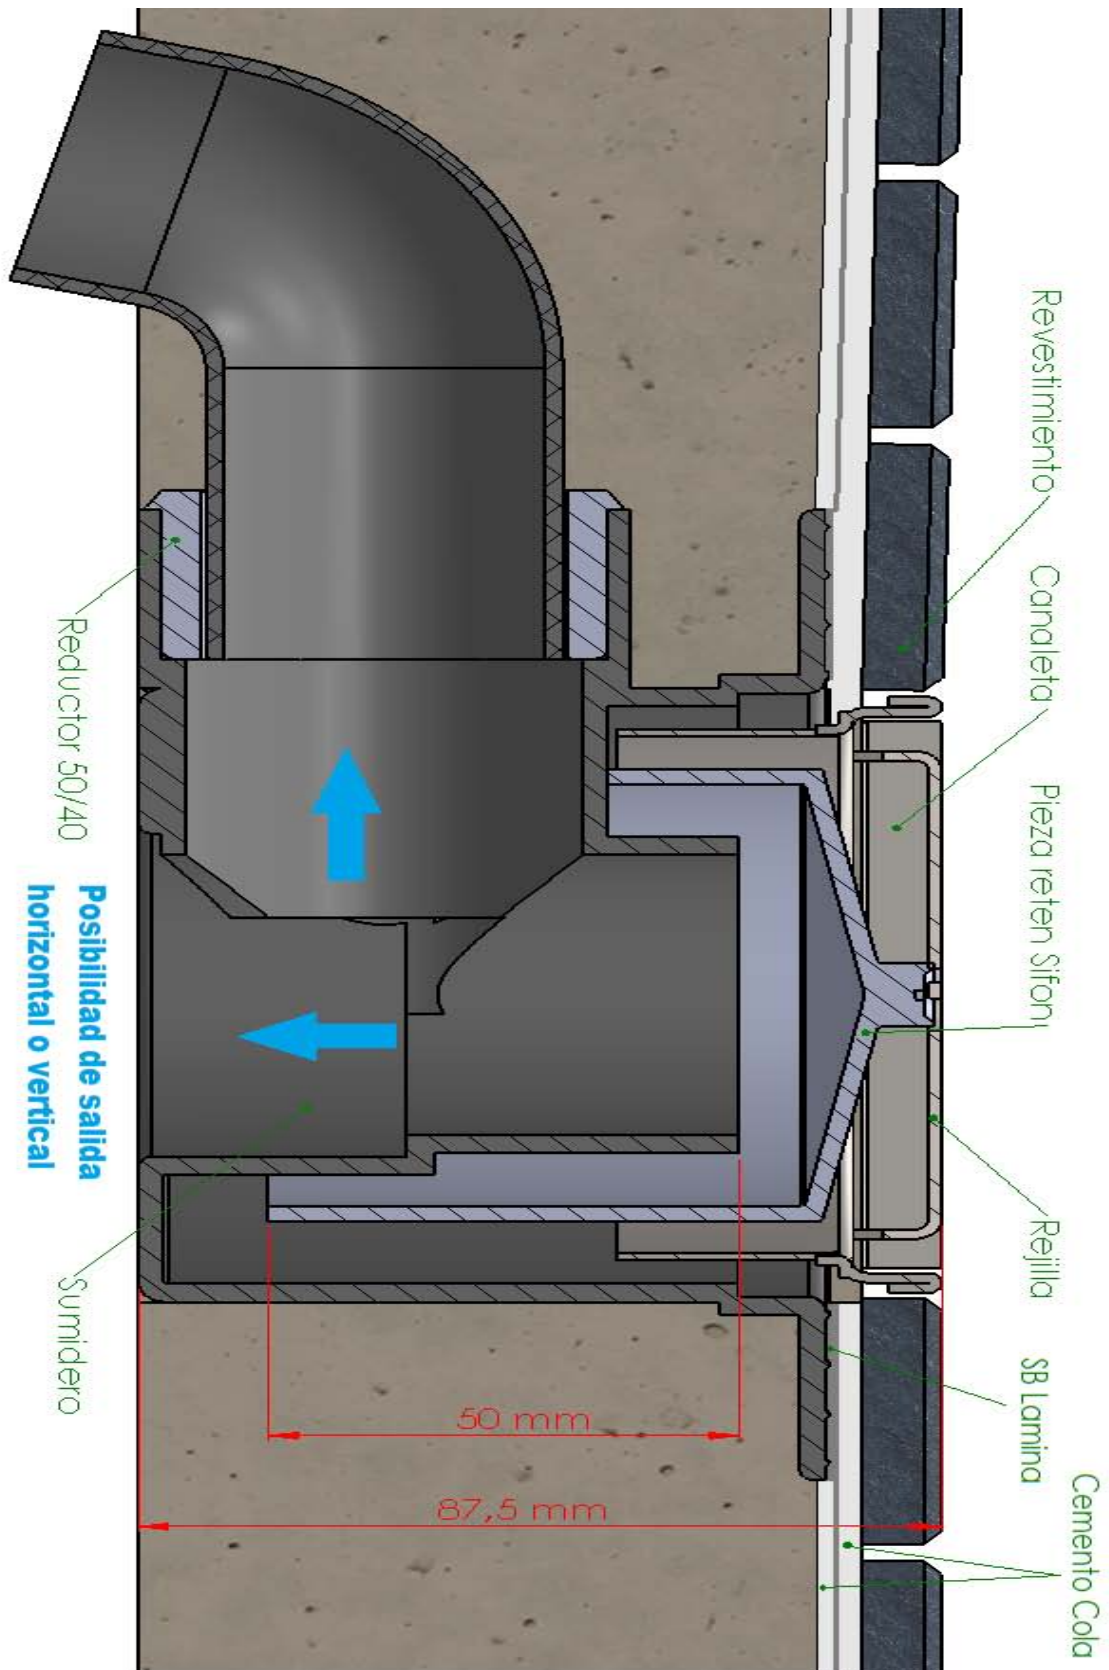 Revestimiento
Canaleta
Pieza reten Sifon
Rejilla
SB Lamina
Cemento Cola
50 mm
87,5 mm
Reductor 50/40
Posibilidad de salida
horizontal o vertical
Sumidero